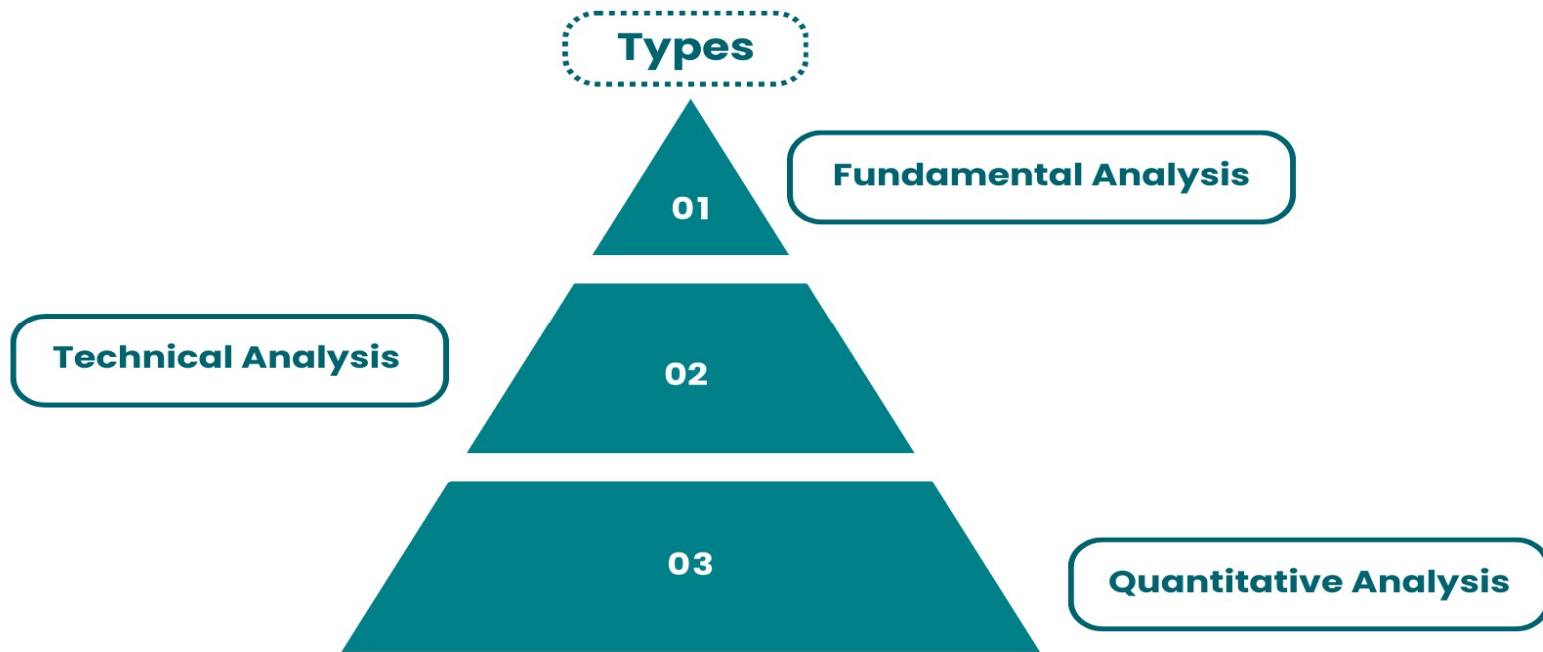 Types
01
Fundamental Analysis
Technical Analysis
02
03
Quantitative Analysis